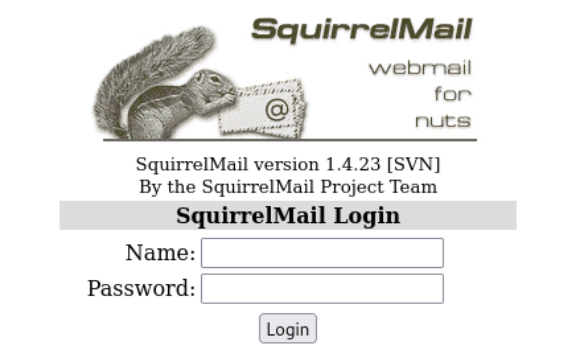 SquirrelMail
webmail
for
nuts
@
SquirrelMail version 1.4.23 [SVN]
By the SquirrelMail Project Team
SquirrelMail Login
Name:
Password:
Login